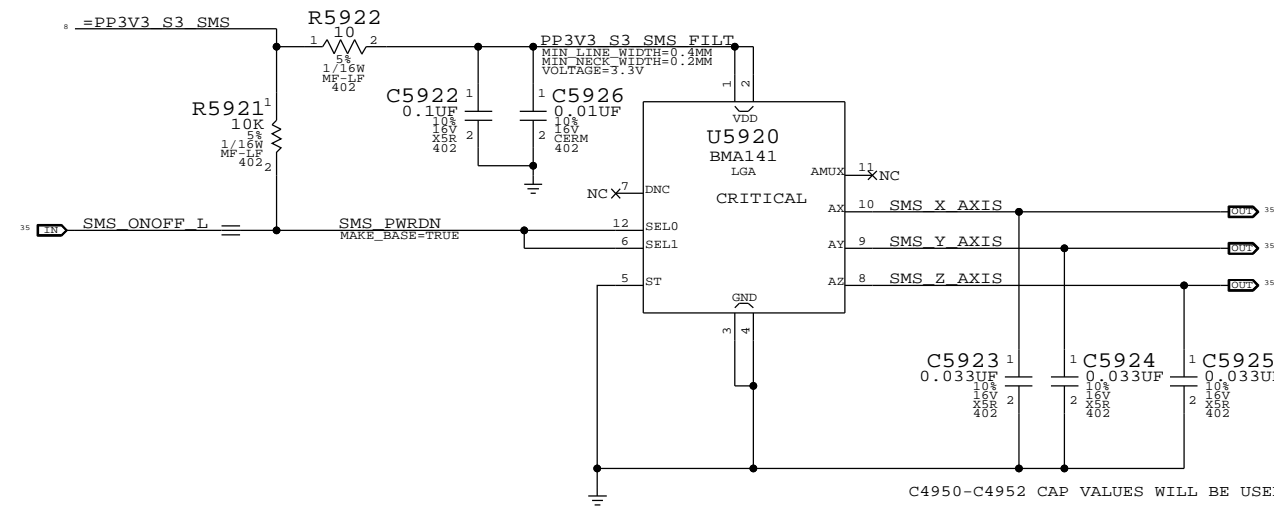 8 =PP3V3_S3_SMS
R5922
10
1 2
5%
1/16W
MF-LF
402
PP3V3_S3_SMS_FILT
MIN_LINE_WIDTH=0.4MM
MIN_NECK_WIDTH=0.2MM
VOLTAGE=3.3V
R5921 1
10K
5%
1/16W
MF-LF
402 2
C5922 1
0.1UF
10%
16V
X5R
402
2
1 C5926
0.01UF
10%
16V
CERM
402
2
1 2
VDD
U5920
BMA141
LGA
CRITICAL
AMUX 11 NC
NC 7 DNC
AX 10 SMS_X_AXIS OUT 35
35 IN SMS_ONOFF_L SMS_PWRDN 12 SEL0
MAKE_BASE=TRUE
6 SEL1
AY 9 SMS_Y_AXIS OUT 35
5 ST
AZ 8 SMS_Z_AXIS OUT 35
GND
3 4
C5923 1
0.033UF
10%
16V
X5R
402
2
1 C5924
0.033UF
10%
16V
X5R
402
2
1 C5925
0.033U
10%
16V
X5R
402
2
C4950-C4952 CAP VALUES WILL BE USE